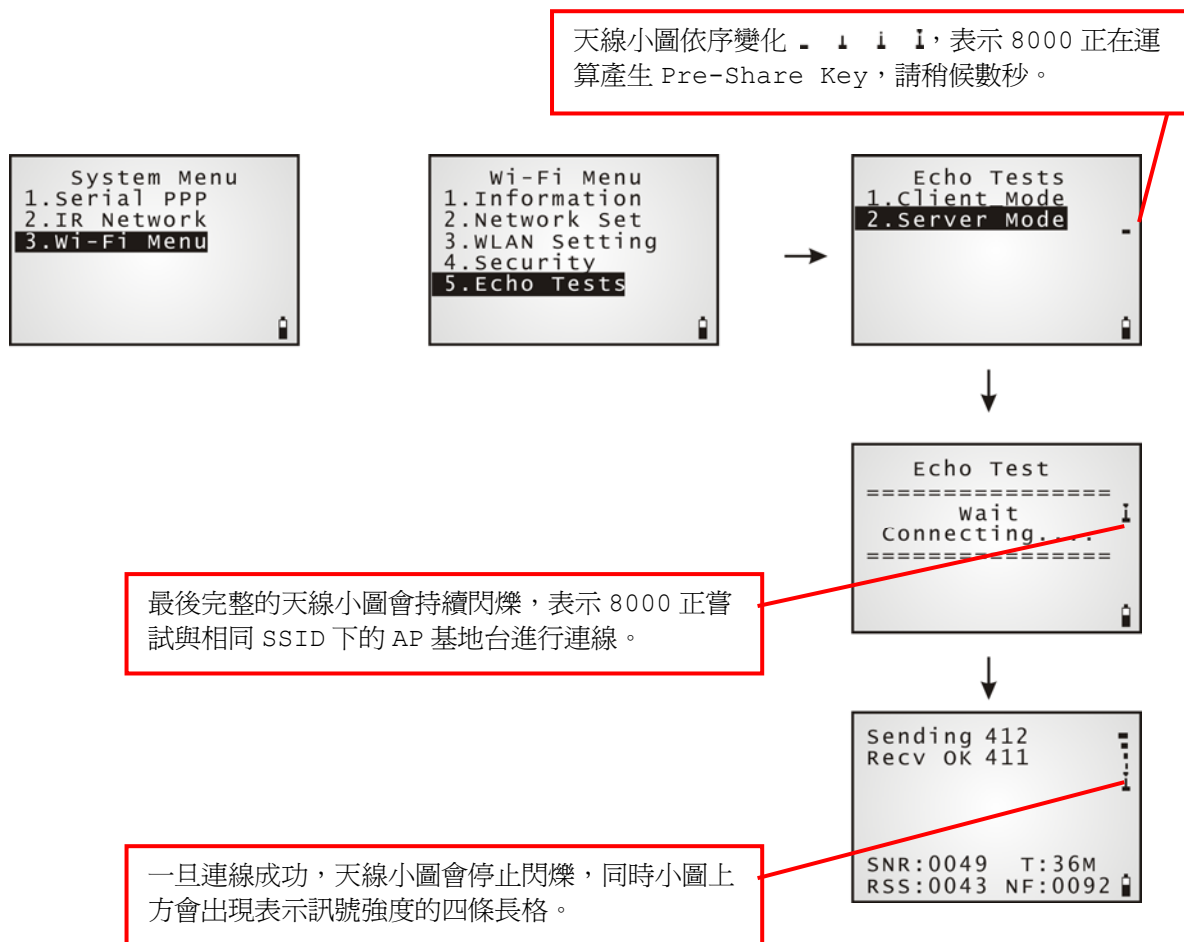 天線小圖依序變化 ，表示 8000 正在運
算產生 Pre-Share Key，請稍候數秒。
System Menu
1.Serial PPP
2.IR Network
3.Wi-Fi Menu
Wi-Fi Menu
1.Information
2.Network Set
3.WLAN Setting
4.Security
5.Echo Tests
Echo Tests
1.Client Mode
2.Server Mode
Echo Test
================
Wait
Connecting....
================
最後完整的天線小圖會持續閃爍，表示 8000 正嘗
試與相同 SSID 下的 AP 基地台進行連線。
Sending 412
Recv OK 411
SNR:0049 T:36M
RSS:0043 NF:0092
一旦連線成功，天線小圖會停止閃爍，同時小圖上
方會出現表示訊號強度的四條長格。